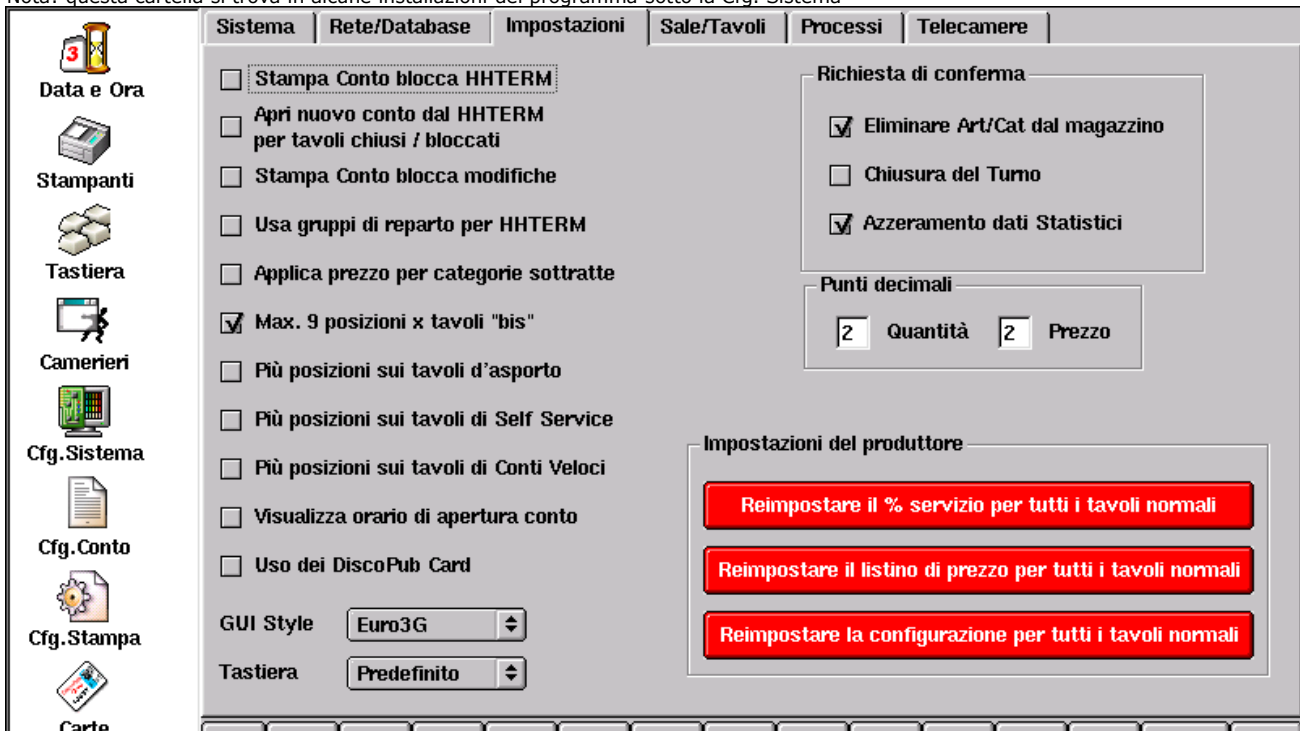 Nota: questa cartella si trova in alcune installazioni del programma sotto la Cfg. Sistema
Data e Ora
Stampanti
Tastiera
Camerieri
Cfg.Sistema
Cfg.Conto
Cfg.Stampa
Carte
Sistema
Rete/Database
Impostazioni
Sale/Tavoli
Processi
Telecamere
Stampa Conto blocca HHTERM
Apri nuovo conto dal HHTERM
per tavoli chiusi / bloccati
Stampa Conto blocca modifiche
Usa gruppi di reparto per HHTERM
Applica prezzo per categorie sottratte
Max. 9 posizioni x tavoli "bis"
Più posizioni sui tavoli d'asporto
Più posizioni sui tavoli di Self Service
Più posizioni sui tavoli di Conti Veloci
Visualizza orario di apertura conto
Uso dei DiscoPub Card
GUI Style
Euro3G
Tastiera
Predefinito
Richiesta di conferma
Eliminare Art/Cat dal magazzino
Chiusura del Turno
Azzeramento dati Statistici
Punti decimali
2 Quantità 2 Prezzo
Impostazioni del produttore
Reimpostare il % servizio per tutti i tavoli normali
Reimpostare il listino di prezzo per tutti i tavoli normali
Reimpostare la configurazione per tutti i tavoli normali